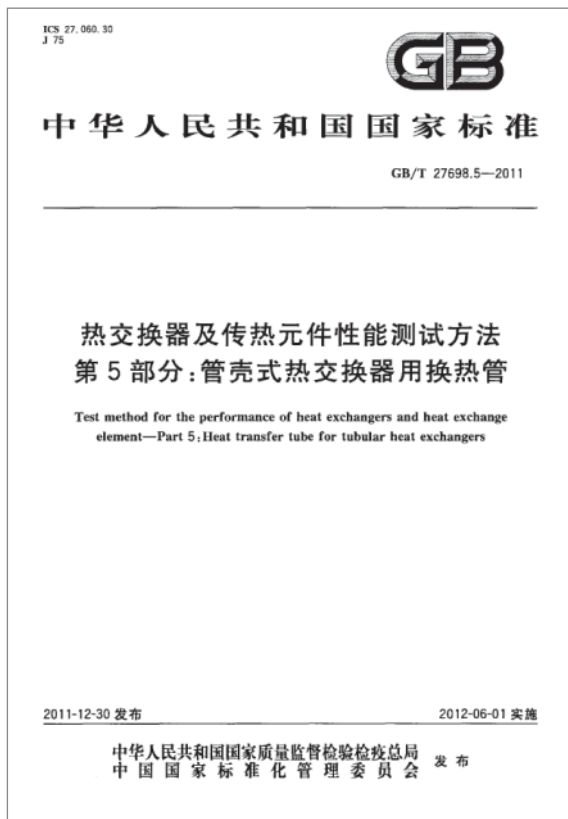 ICS 27.060.30
J 75
GB
中华人民共和国国家标准
GB/T 27698.5—2011
热交换器及传热元件性能测试方法
第5部分:管壳式热交换器用换热管
Test method for the performance of heat exchangers and heat exchange
element—Part 5:Heat transfer tube for tubular heat exchangers
2011-12-30 发布
2012-06-01 实施
中华人民共和国国家质量监督检验检疫总局
中国国家标准化管理委员会
发布